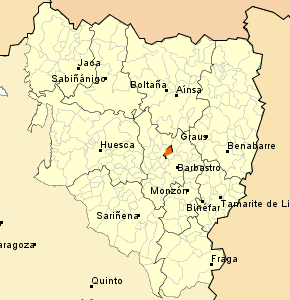 Jaca
Sabiñánigo
Boltaña
Aínsa
Graus
Huesca
Benabarre
Barbastro
Monzón
Tamarite de Li
Binéfar
Sariñena
aragoza
Fraga
Quinto